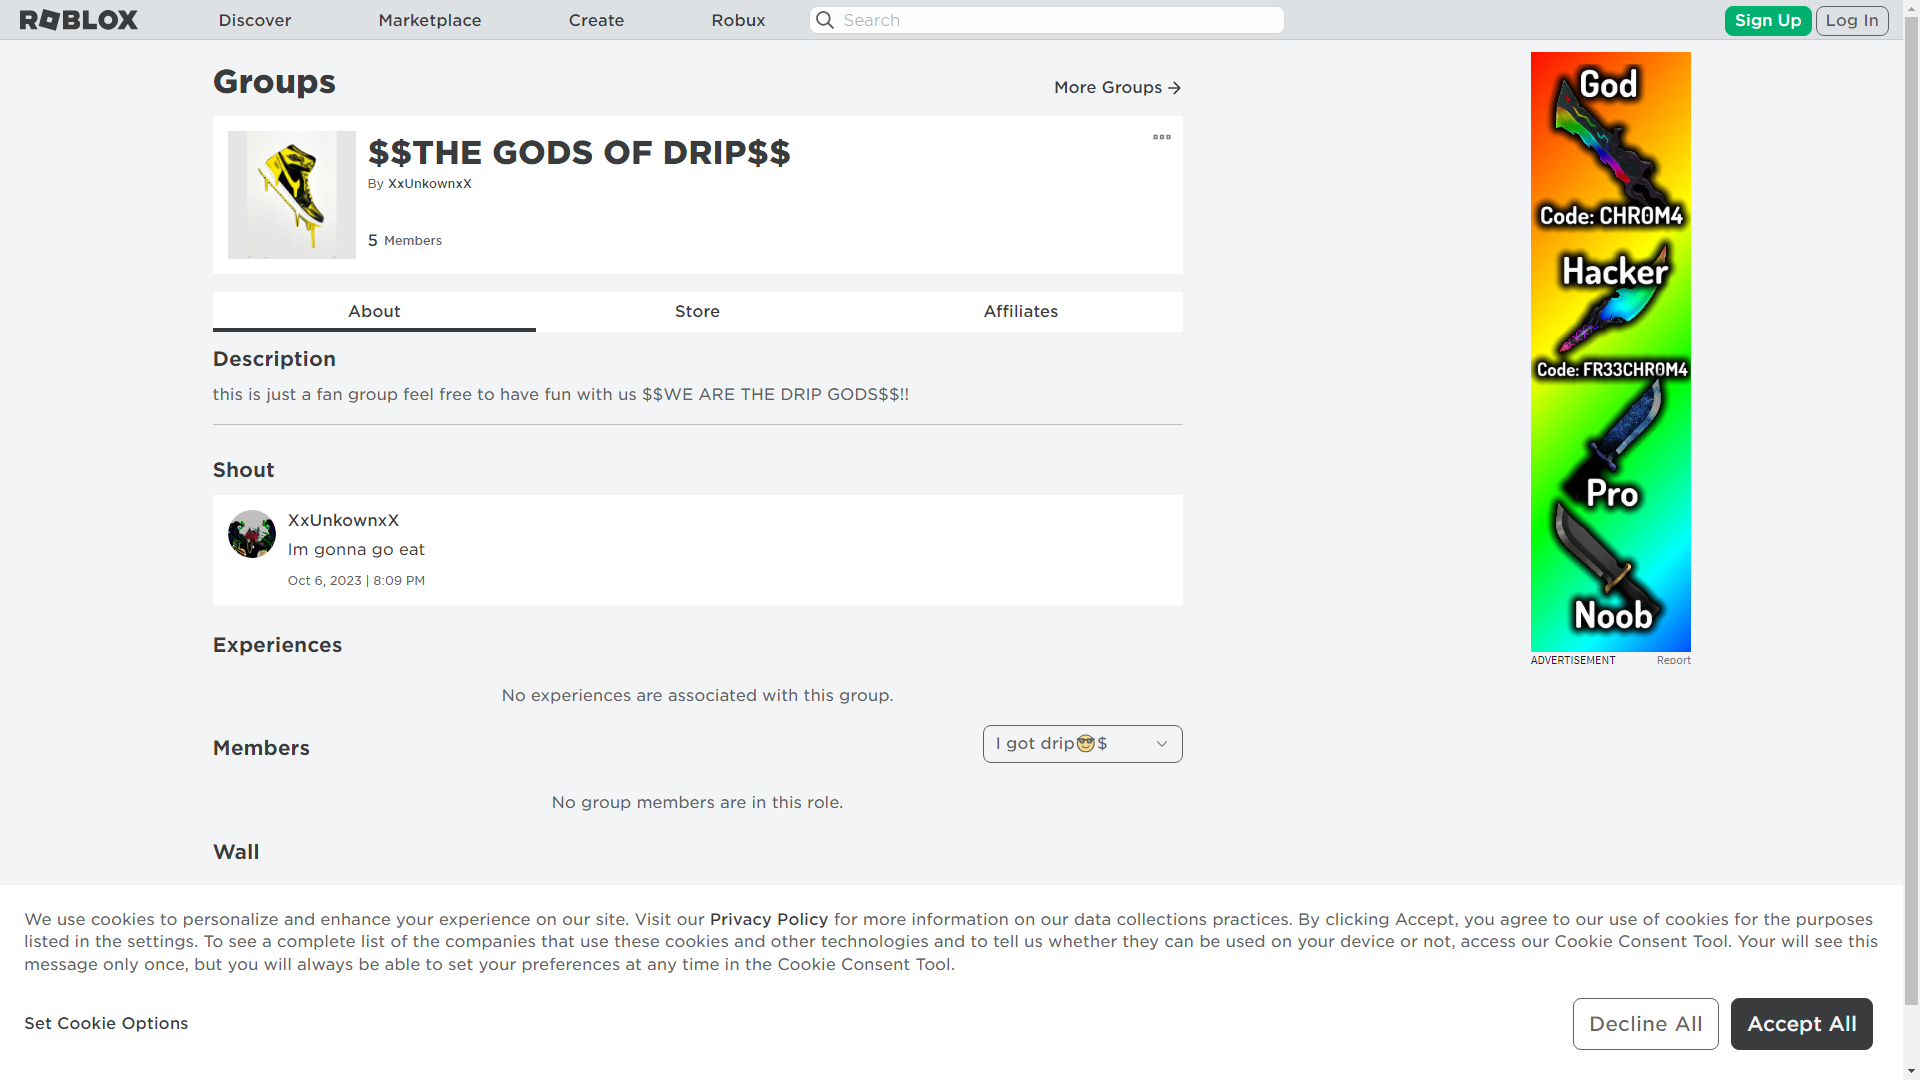 ROBLOX
Discover
Marketplace
Create
Robux
Search
Sign Up
Log In
Groups
More Groups
$$THE GODS OF DRIP$$
By XxUnkownxX
5 Members
About
Store
Affiliates
Description
this is just a fan group feel free to have fun with us $$WE ARE THE DRIP GODS$$!!
Shout
XxUnkownxX
Im gonna go eat
Oct 6, 2023 | 8:09 PM
Experiences
No experiences are associated with this group.
Members
I got drip😎$
No group members are in this role.
Wall
God
Code: CHR0M4
Hacker
Code: FR33CHR0M4
Pro
Noob
ADVERTISEMENT
Report
We use cookies to personalize and enhance your experience on our site. Visit our Privacy Policy for more information on our data collections practices. By clicking Accept, you agree to our use of cookies for the purposes
listed in the settings. To see a complete list of the companies that use these cookies and other technologies and to tell us whether they can be used on your device or not, access our Cookie Consent Tool. Your will see this
message only once, but you will always be able to set your preferences at any time in the Cookie Consent Tool.
Set Cookie Options
Decline All
Accept All